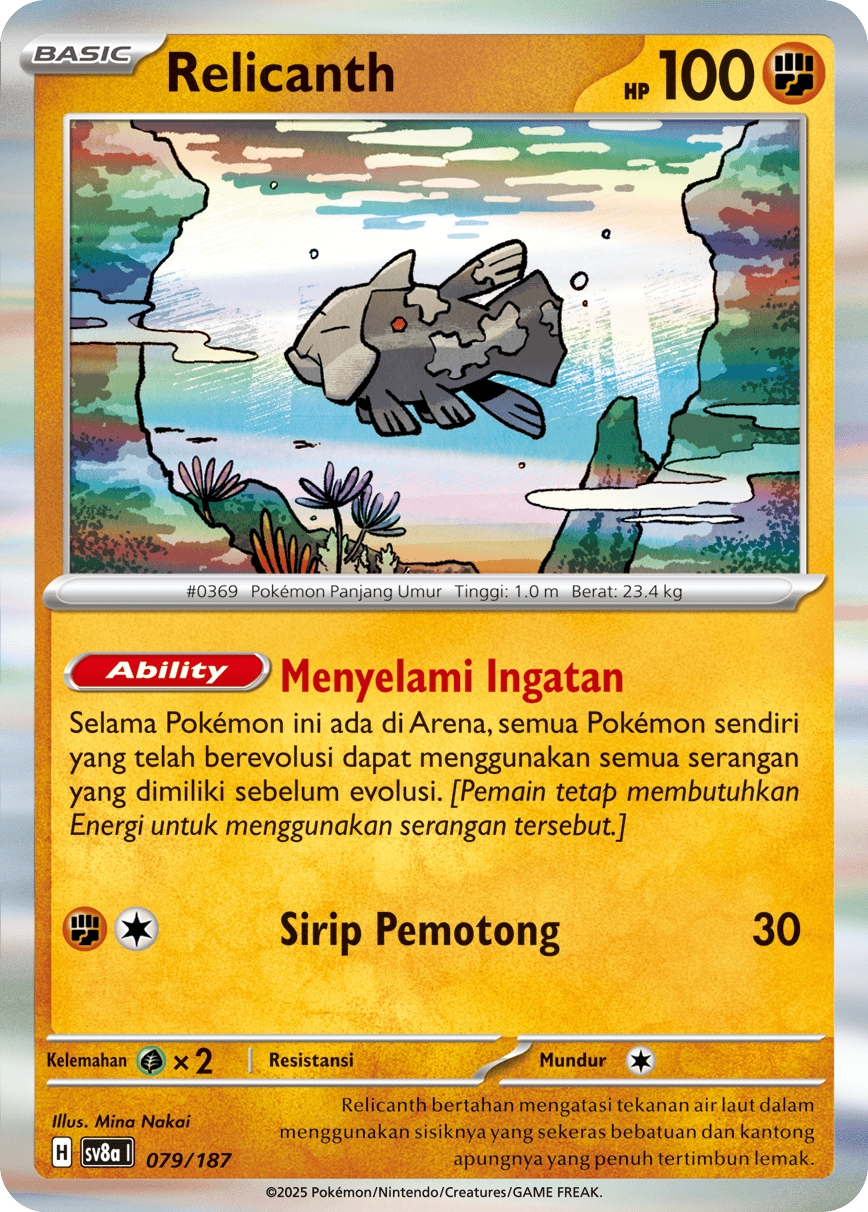 BASIC
Relicanth
HP 100
#0369 Pokémon Panjang Umur Tinggi: 1.0 m Berat: 23.4 kg
Ability Menyelami Ingatan
Selama Pokémon ini ada di Arena, semua Pokémon sendiri
yang telah berevolusi dapat menggunakan semua serangan
yang dimiliki sebelum evolusi. [Pemain tetap membutuhkan
Energi untuk menggunakan serangan tersebut.]
Sirip Pemotong 30
Kelemahan ×2 Resistansi Mundur
Illus. Mina Nakai
Relicanth bertahan mengatasi tekanan air laut dalam
menggunakan sisiknya yang sekeras bebatuan dan kantong
apungnya yang penuh tertimbun lemak.
H sv8a I 079/187
©2025 Pokémon/Nintendo/Creatures/GAME FREAK.